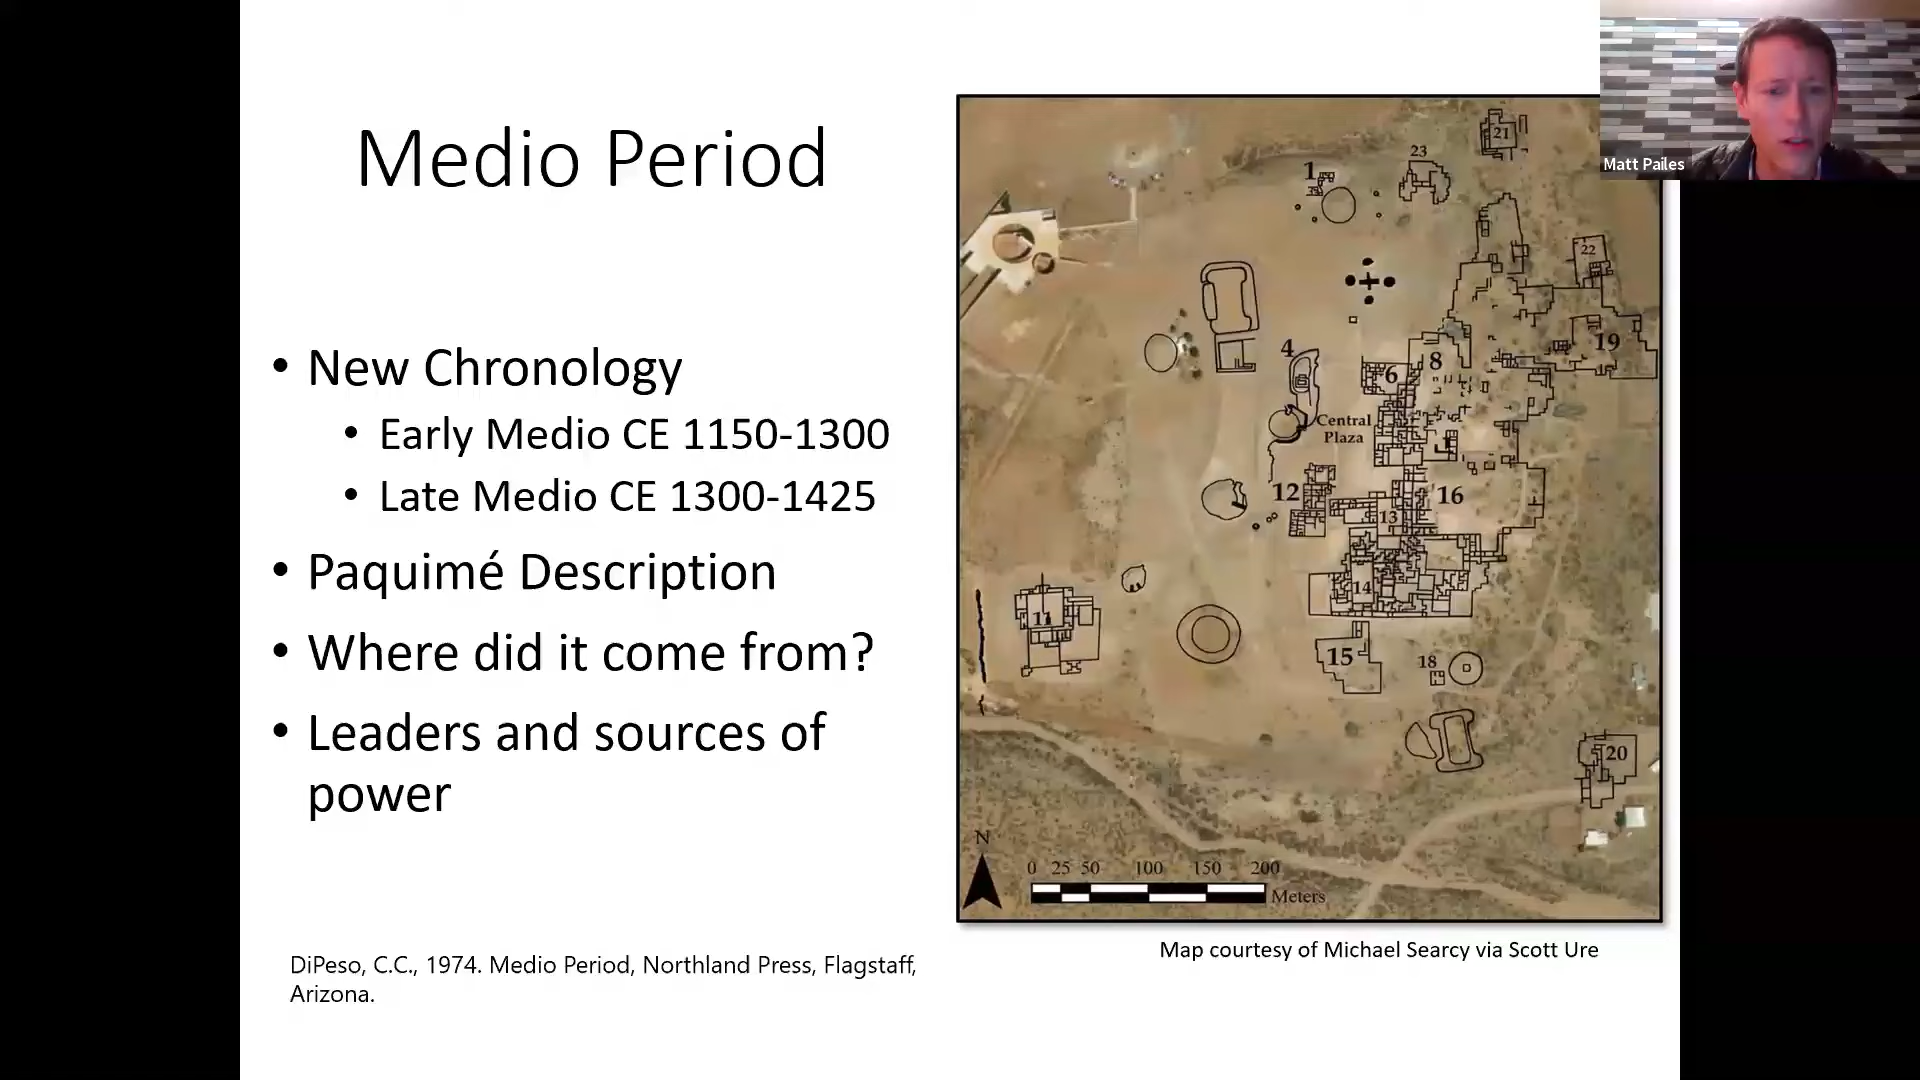 Medio Period
• New Chronology
• Early Medio CE 1150-1300
• Late Medio CE 1300-1425
• Paquimé Description
• Where did it come from?
• Leaders and sources of
power
DiPeso, C.C., 1974. Medio Period, Northland Press, Flagstaff,
Arizona.
21
23
1
22
19
4
8
6
Central
Plaza
12
16
13
14
11
15
18
20
N
0 25 50 100 150 200
Meters
Map courtesy of Michael Searcy via Scott Ure
Matt Pailes